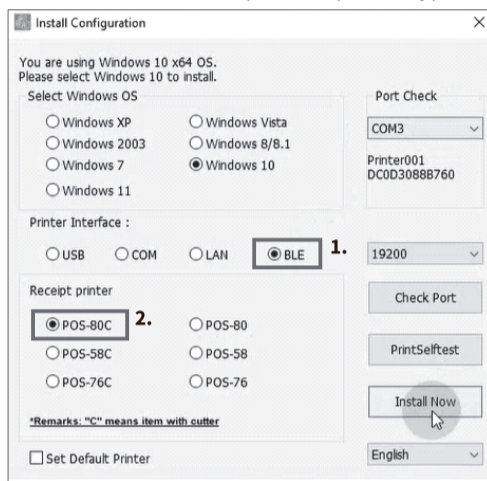 Install Configuration
You are using Windows 10 x64 OS.
Please select Windows 10 to install.
Select Windows OS
Windows XP
Windows Vista
Windows 2003
Windows 8/8.1
Windows 7
Windows 10
Windows 11
Port Check
COM3
Printer001
DC0D3088B760
Printer Interface :
USB
COM
LAN
BLE
1.
19200
Receipt printer
POS-80C
2.
POS-80
POS-58C
POS-58
POS-76C
POS-76
*Remarks: "C" means item with cutter
Check Port
PrintSelftest
Install Now
Set Default Printer
English